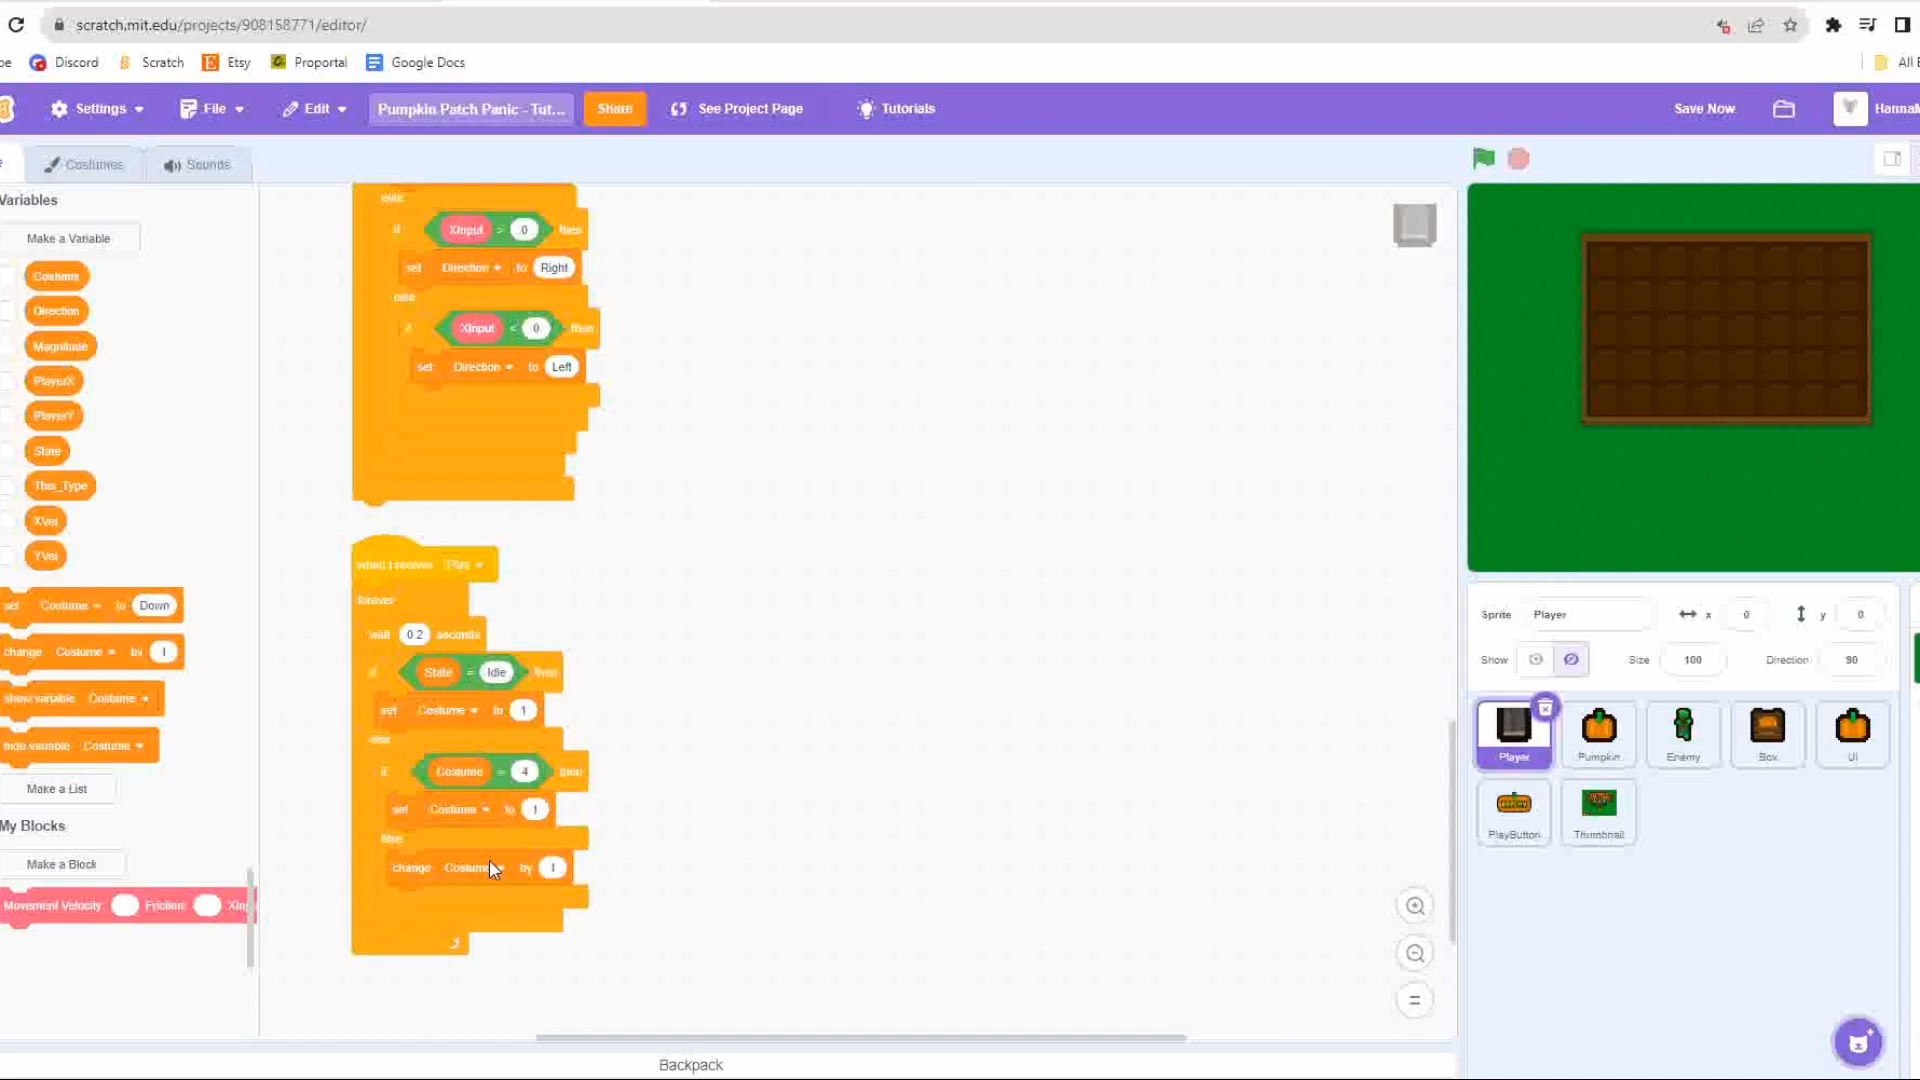 scratch.mit.edu/projects/908158771/editor/
Discord Scratch Etsy Proportal Google Docs
Settings File Edit Pumpkin Patch Panic - Tut... Share See Project Page Tutorials Save Now
Costumes Sounds
Variables
Make a Variable
Costume
Direction
Magnitude
PlayerX
PlayerY
State
This_Type
XVel
YVel
set Costume to Down
change Costume by 1
show variable Costume
hide variable Costume
Make a List
My Blocks
Make a Block
Movement Velocity: Friction:
else
if XInput > 0 then
set Direction to Right
else
if XInput < 0 then
set Direction to Left
when I receive Play
forever
wait 0.2 seconds
if State = Idle then
set Costume to 1
else
if Costume = 4 then
set Costume to 1
else
change Costume by 1
Backpack
Sprite Player x 0 y 0
Show Size 100 Direction 90
Player Pumpkin Enemy Box UI
PlayButton Thumbnail